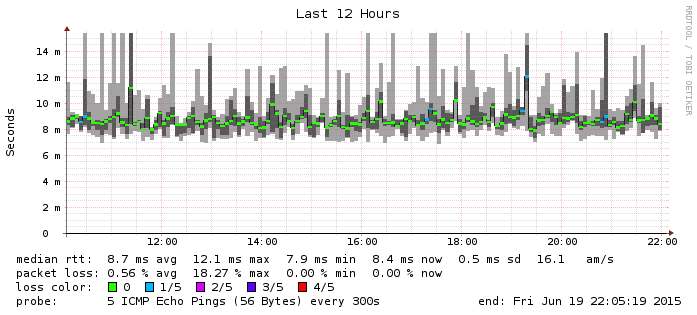 Last 12 Hours
RRDTOOL / TOBI OETIKER
Seconds
14 m
12 m
10 m
8 m
6 m
4 m
2 m
0
12:00 14:00 16:00 18:00 20:00 22:00
median rtt: 8.7 ms avg 12.1 ms max 7.9 ms min 8.4 ms now 0.5 ms sd 16.1 am/s
packet loss: 0.56 % avg 18.27 % max 0.00 % min 0.00 % now
loss color: 0 1/5 2/5 3/5 4/5
probe: 5 ICMP Echo Pings (56 Bytes) every 300s end: Fri Jun 19 22:05:19 2015